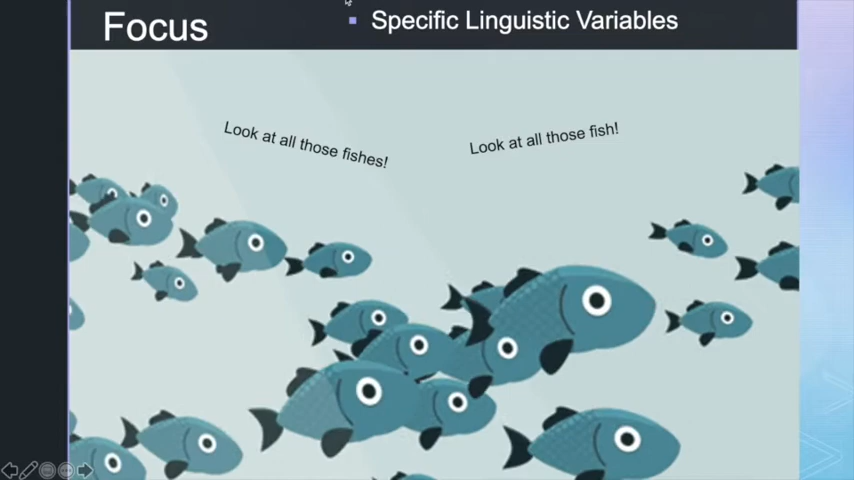 Focus
Specific Linguistic Variables
Look at all those fishes!
Look at all those fish!